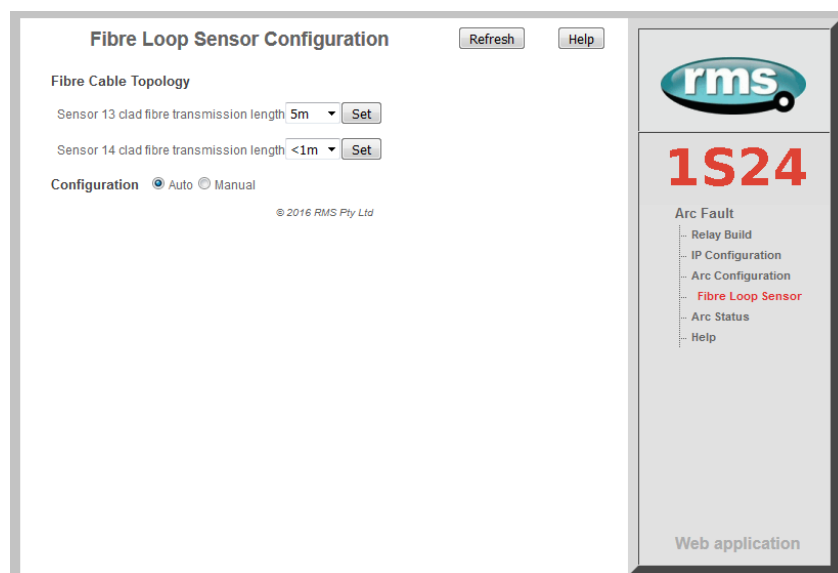 Fibre Loop Sensor Configuration
Refresh
Help
Fibre Cable Topology
Sensor 13 clad fibre transmission length 5m Set
Sensor 14 clad fibre transmission length <1m Set
Configuration Auto Manual
© 2016 RMS Pty Ltd
rms
1S24
Arc Fault
Relay Build
IP Configuration
Arc Configuration
Fibre Loop Sensor
Arc Status
Help
Web application